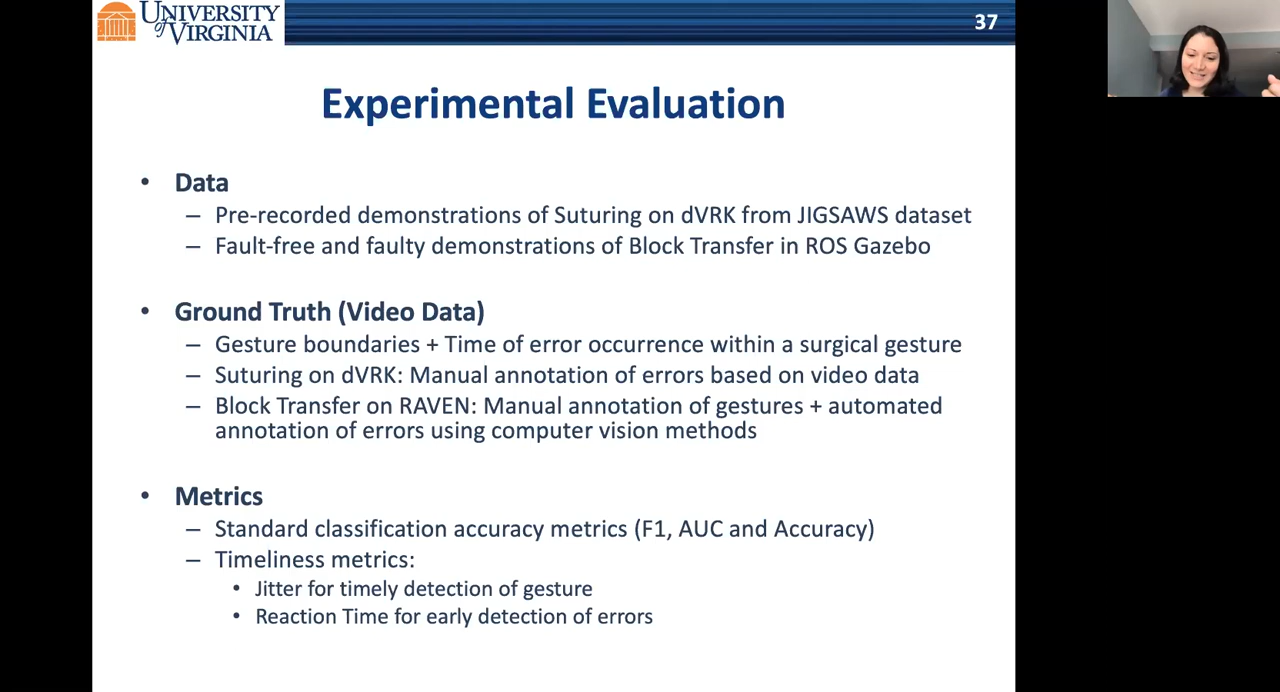 UNIVERSITY
of VIRGINIA
37
Experimental Evaluation
• Data
– Pre-recorded demonstrations of Suturing on dVRK from JIGSAWS dataset
– Fault-free and faulty demonstrations of Block Transfer in ROS Gazebo
• Ground Truth (Video Data)
– Gesture boundaries + Time of error occurrence within a surgical gesture
– Suturing on dVRK: Manual annotation of errors based on video data
– Block Transfer on RAVEN: Manual annotation of gestures + automated
annotation of errors using computer vision methods
• Metrics
– Standard classification accuracy metrics (F1, AUC and Accuracy)
– Timeliness metrics:
• Jitter for timely detection of gesture
• Reaction Time for early detection of errors